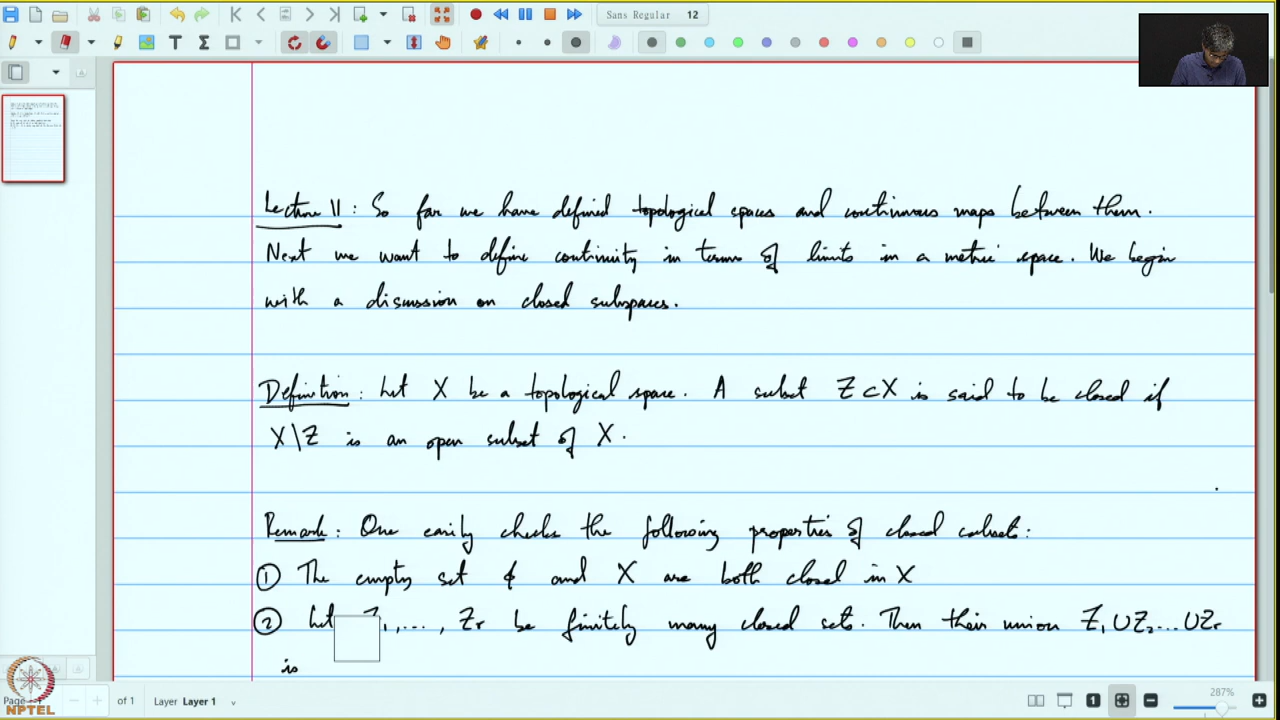 Sans Regular 12
Lecture 11: So far we have defined topological spaces and continuous maps between them.
Next we want to define continuity in terms of limits in a metric space. We begin
with a discussion on closed subspaces.
Definition: Let X be a topological space. A subset Z ⊂ X is said to be closed if
X\Z is an open subset of X.
Remark: One easily checks the following properties of closed subsets:
① The empty set ϕ and X are both closed in X
② Let Z₁,..., Zr be finitely many closed sets. Then their union Z₁ ∪ Z₂ ... ∪ Zr
is
Page
of 1
Layer Layer 1
1
287%
NPTEL